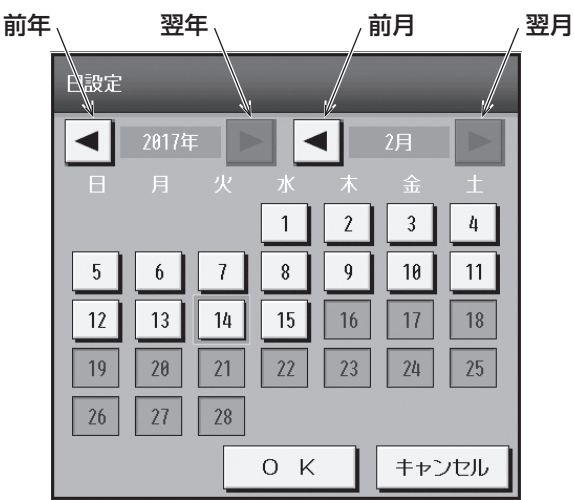 前年 翌年 前月 翌月
日設定
◀ 2017年 ▶ ◀ 2月 ▶
日 月 火 水 木 金 土
1 2 3 4
5 6 7 8 9 10 11
12 13 14 15 16 17 18
19 20 21 22 23 24 25
26 27 28
ＯＫ キャンセル